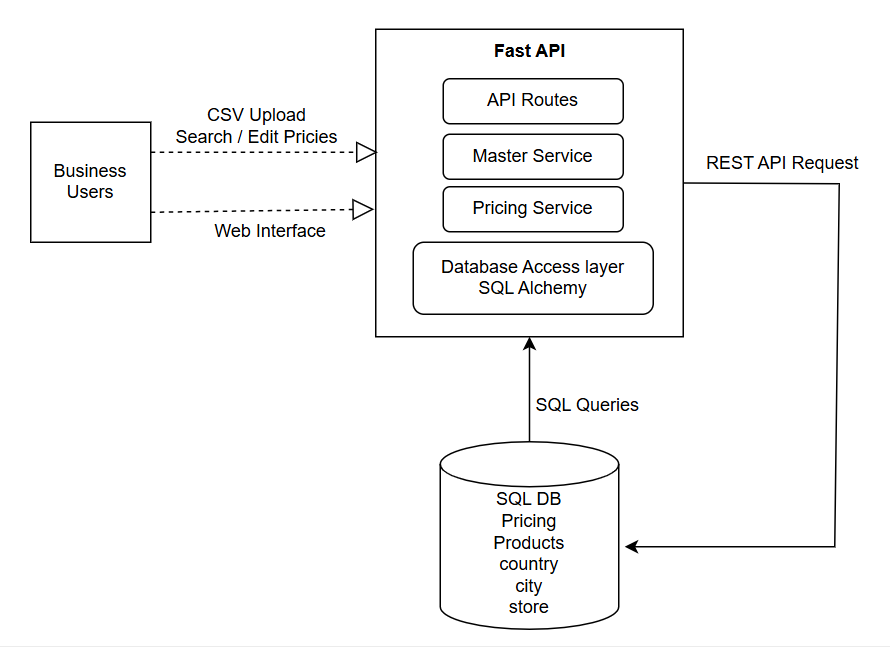 Fast API
API Routes
CSV Upload
Search / Edit Pricies
Master Service
REST API Request
Business
Users
Pricing Service
Web Interface
Database Access layer
SQL Alchemy
SQL Queries
SQL DB
Pricing
Products
country
city
store